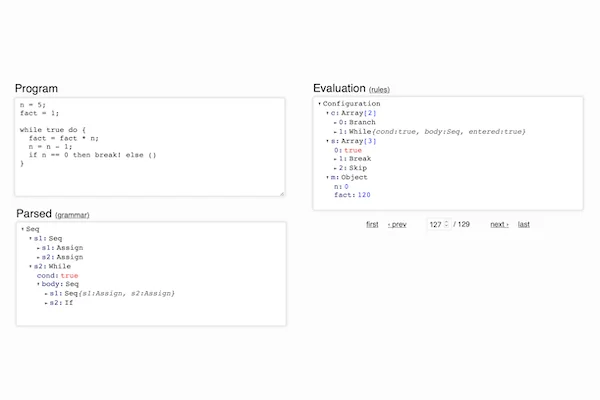 Program
n = 5;
fact = 1;
while true do {
fact = fact * n;
n = n - 1;
if n == 0 then break! else ()
}
Parsed (grammar)
▾Seq
▾s1: Seq
▸s1: Assign
▸s2: Assign
▾s2: While
cond: true
▾body: Seq
▸s1: Seq{s1:Assign, s2:Assign}
▸s2: If
Evaluation (rules)
▾Configuration
▾c: Array[2]
▸0: Branch
▸1: While{cond:true, body:Seq, entered:true}
▾s: Array[3]
0: true
▸1: Break
▸2: Skip
▾m: Object
n: 0
fact: 120
first ‹ prev 127 / 129 next › last